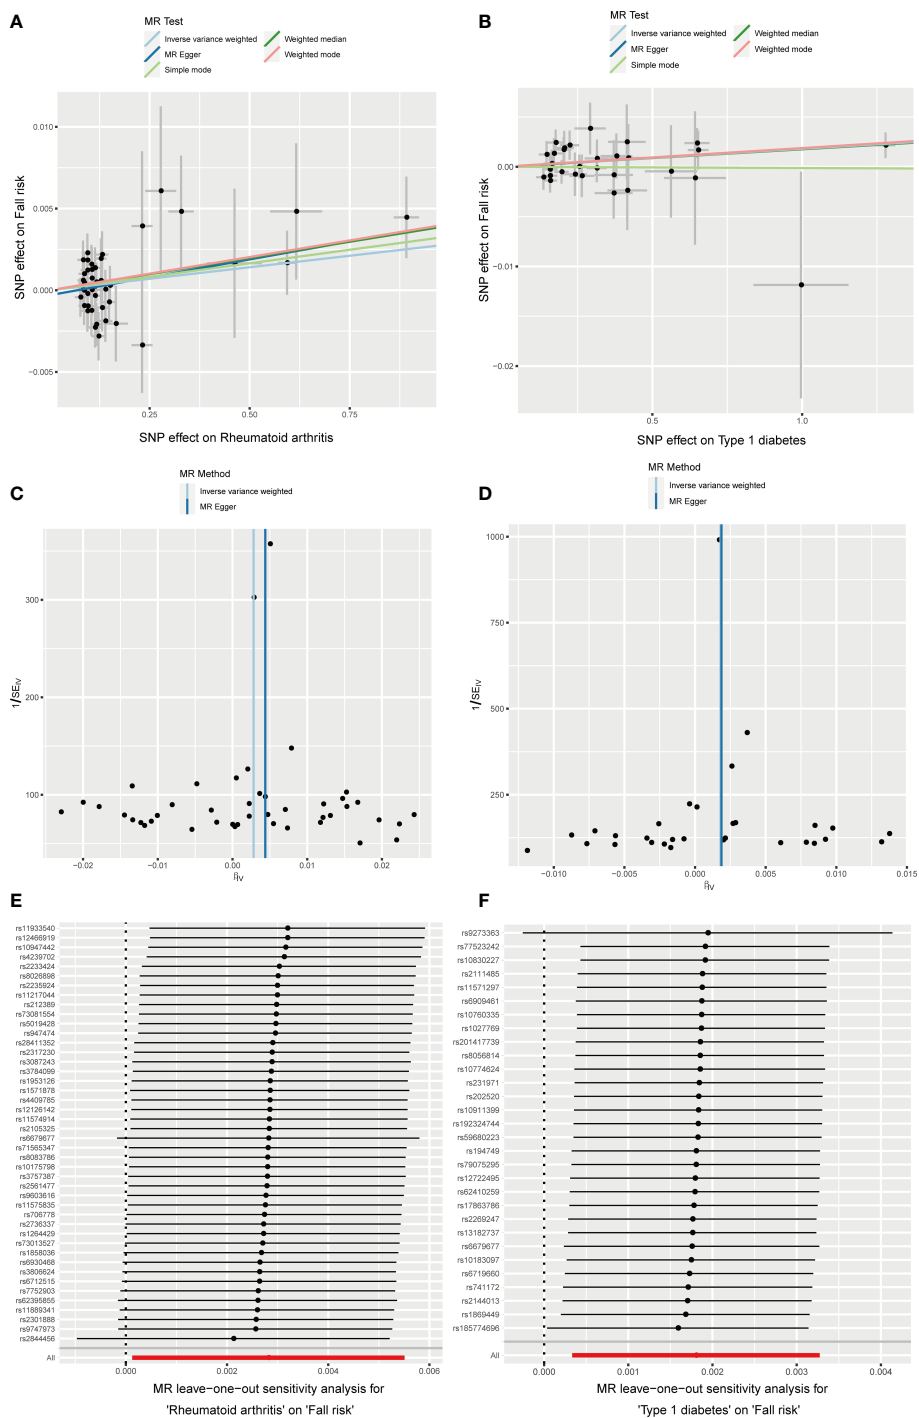 A
MR Test
Inverse variance weighted
Weighted median
MR Egger
Weighted mode
Simple mode
0.010
0.005
0.000
−0.005
SNP effect on Fall risk
0.25
0.50
0.75
SNP effect on Rheumatoid arthritis
B
MR Test
Inverse variance weighted
Weighted median
MR Egger
Weighted mode
Simple mode
0.00
−0.01
−0.02
SNP effect on Fall risk
0.5
1.0
SNP effect on Type 1 diabetes
C
MR Method
Inverse variance weighted
MR Egger
300
200
100
1/SEIV
−0.02
−0.01
0.00
0.01
0.02
βIV
D
MR Method
Inverse variance weighted
MR Egger
1000
750
500
250
1/SEIV
−0.010
−0.005
0.000
0.005
0.010
0.015
βIV
E
rs11933540
rs12466919
rs10947442
rs4239702
rs2233424
rs8026898
rs2235924
rs11217044
rs212389
rs73081554
rs5019428
rs947474
rs28411352
rs2317230
rs3087243
rs3784099
rs1953126
rs1571878
rs4409785
rs12126142
rs11574914
rs2105325
rs6679677
rs71565347
rs8083786
rs10175798
rs3757387
rs2561477
rs9603616
rs11575835
rs706778
rs2736337
rs1264429
rs73013527
rs1858036
rs6930468
rs3806624
rs6712515
rs7752903
rs62395855
rs11889341
rs2301888
rs9747973
rs2844456
All
0.000
0.002
0.004
0.006
MR leave−one−out sensitivity analysis for
'Rheumatoid arthritis' on 'Fall risk'
F
rs9273363
rs77523242
rs10830227
rs2111485
rs11571297
rs6909461
rs10760335
rs1027769
rs201417739
rs8056814
rs10774624
rs231971
rs202520
rs10911399
rs192324744
rs59680223
rs194749
rs79075295
rs12722495
rs62410259
rs17863786
rs2269247
rs13182737
rs6679677
rs10183097
rs6719660
rs741172
rs2144013
rs1869449
rs185774696
All
0.000
0.001
0.002
0.003
0.004
MR leave−one−out sensitivity analysis for
'Type 1 diabetes' on 'Fall risk'